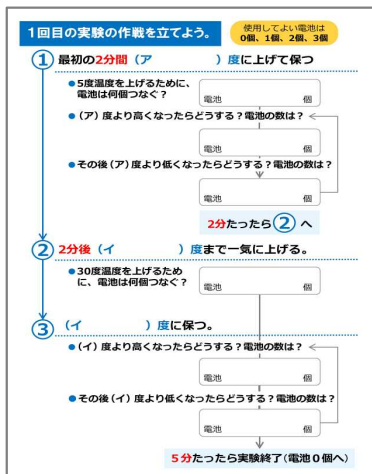 1回目の実験の作戦を立てよう。
使用してよい電池は
0個、1個、2個、3個
① 最初の2分間(ア　　　　)度に上げて保つ
●5度温度を上げるために、
電池は何個つなぐ？
電池　　個
●(ア)度より高くなったらどうする？電池の数は？
電池　　個
●その後(ア)度より低くなったらどうする？電池の数は？
電池　　個
2分たったら②へ
② 2分後(イ　　　　)度まで一気に上げる。
●30度温度を上げるため
に、電池は何個つなぐ？
電池　　個
③ (イ　　　　)度に保つ。
●(イ)度より高くなったらどうする？電池の数は？
電池　　個
●その後(イ)度より低くなったらどうする？電池の数は？
電池　　個
5分たったら実験終了(電池0個へ)